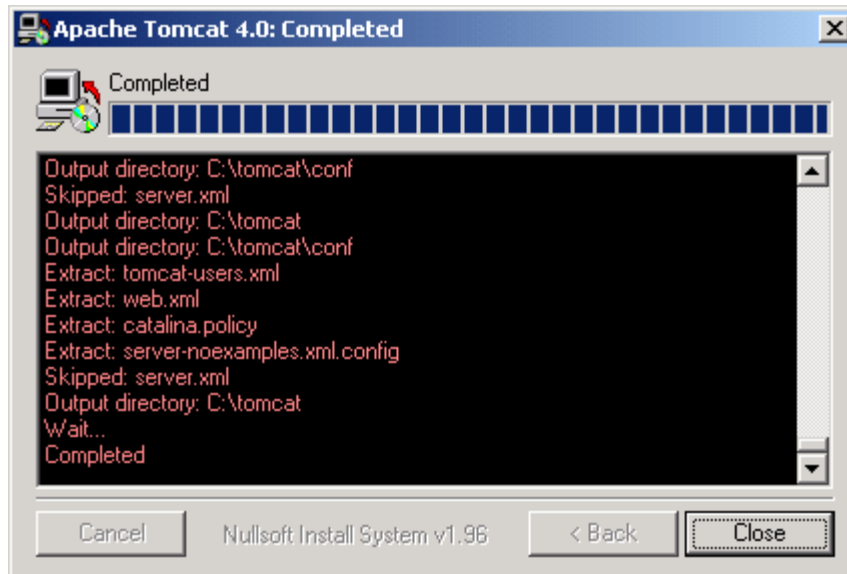 Apache Tomcat 4.0: Completed
Completed
Output directory: C:\tomcat\conf
Skipped: server.xml
Output directory: C:\tomcat
Output directory: C:\tomcat\conf
Extract: tomcat-users.xml
Extract: web.xml
Extract: catalina.policy
Extract: server-noexamples.xml.config
Skipped: server.xml
Output directory: C:\tomcat
Wait...
Completed
Cancel Nullsoft Install System v1.96 < Back Close